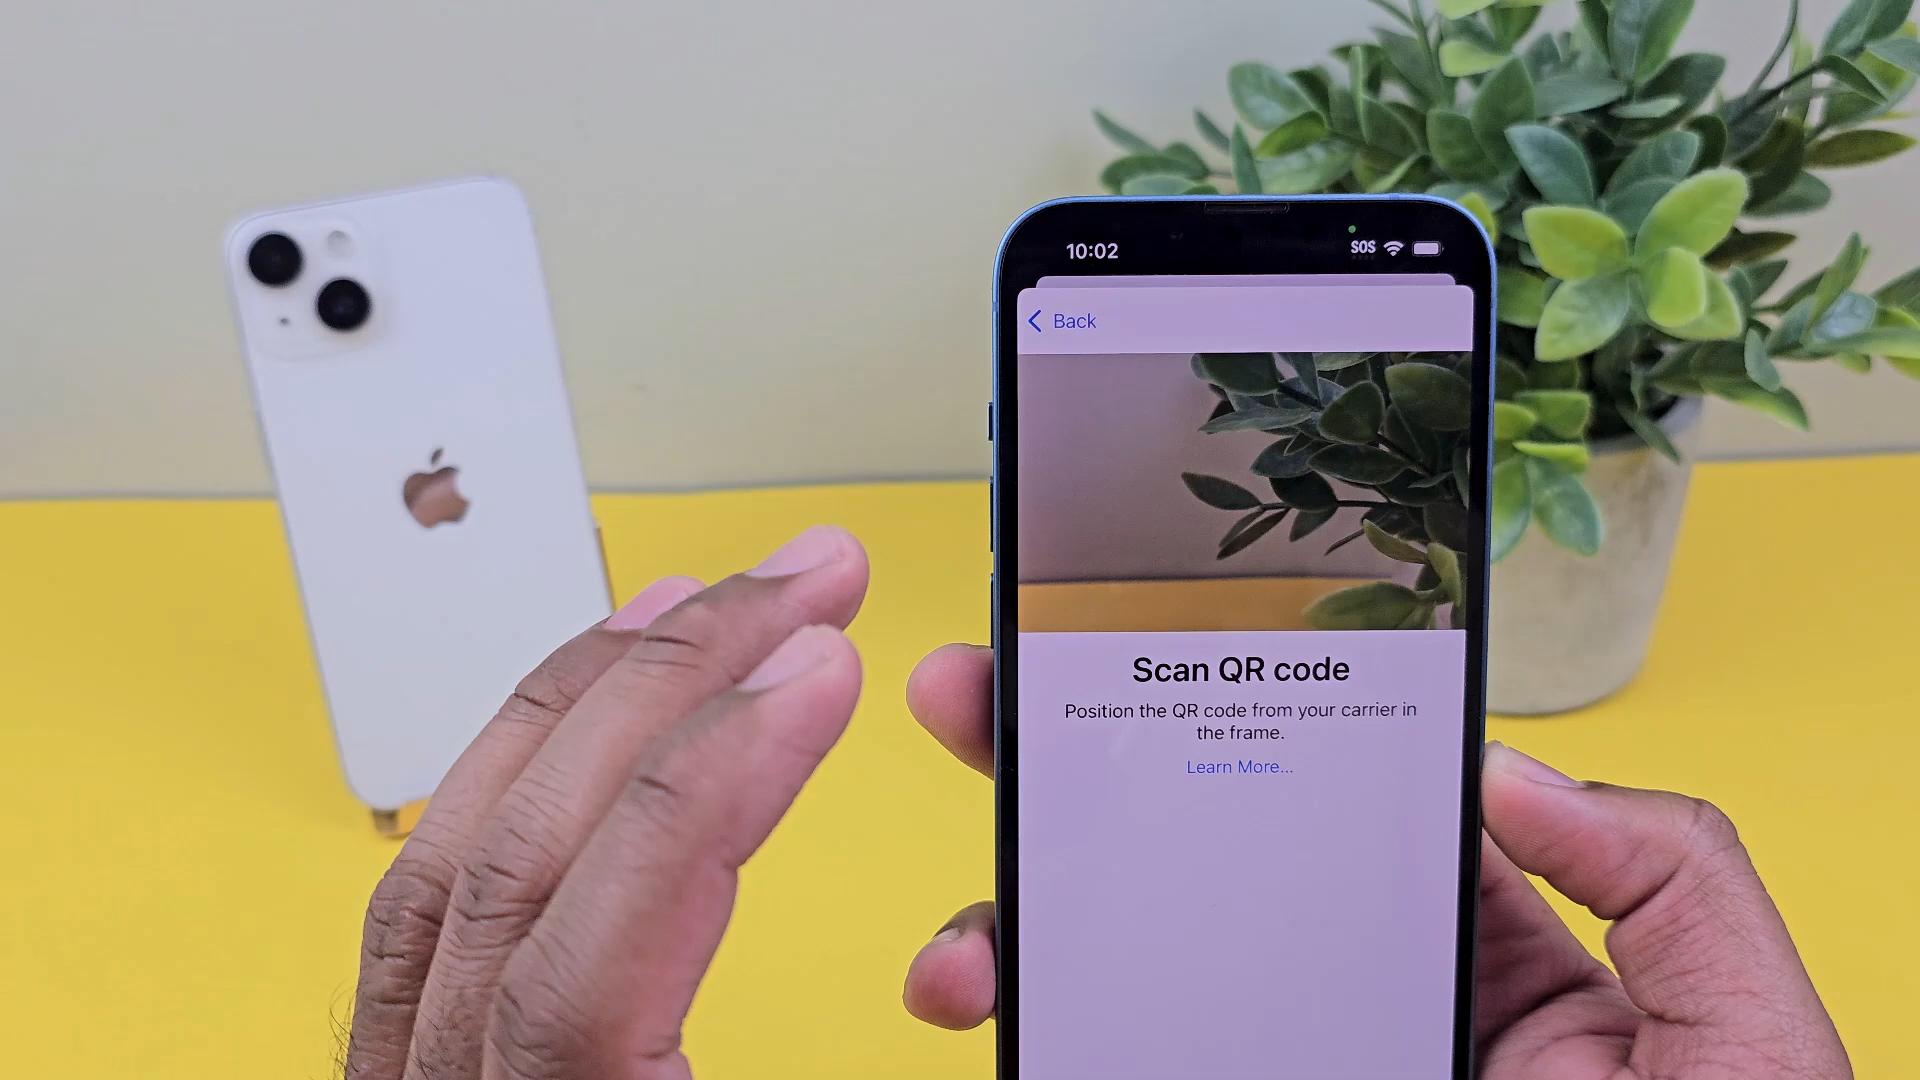 10:02
SOS
Back
Scan QR code
Position the QR code from your carrier in
the frame.
Learn More...